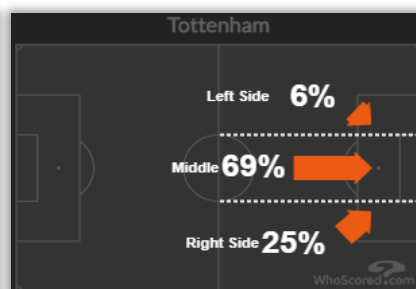 Tottenham
Left Side 6%
Middle 69%
Right Side 25%
WhoScored.com